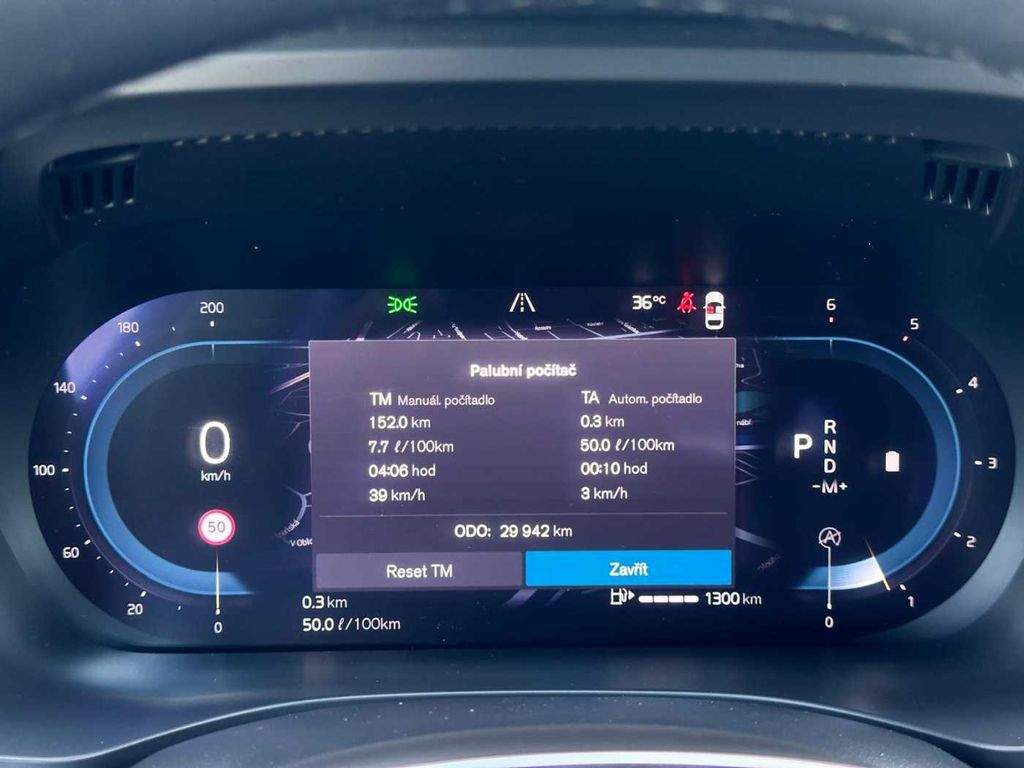 200
180
140
100
60
20
0
0
km/h
50
36°C
Palubní počítač
TM Manuál. počítadlo
152.0 km
7.7 ℓ/100km
04:06 hod
39 km/h
TA Autom. počítadlo
0.3 km
50.0 ℓ/100km
00:10 hod
3 km/h
ODO: 29 942 km
Reset TM
Zavřít
0.3 km
50.0 ℓ/100km
1300 km
6
5
4
3
2
1
0
P
R
N
D
-M+
A